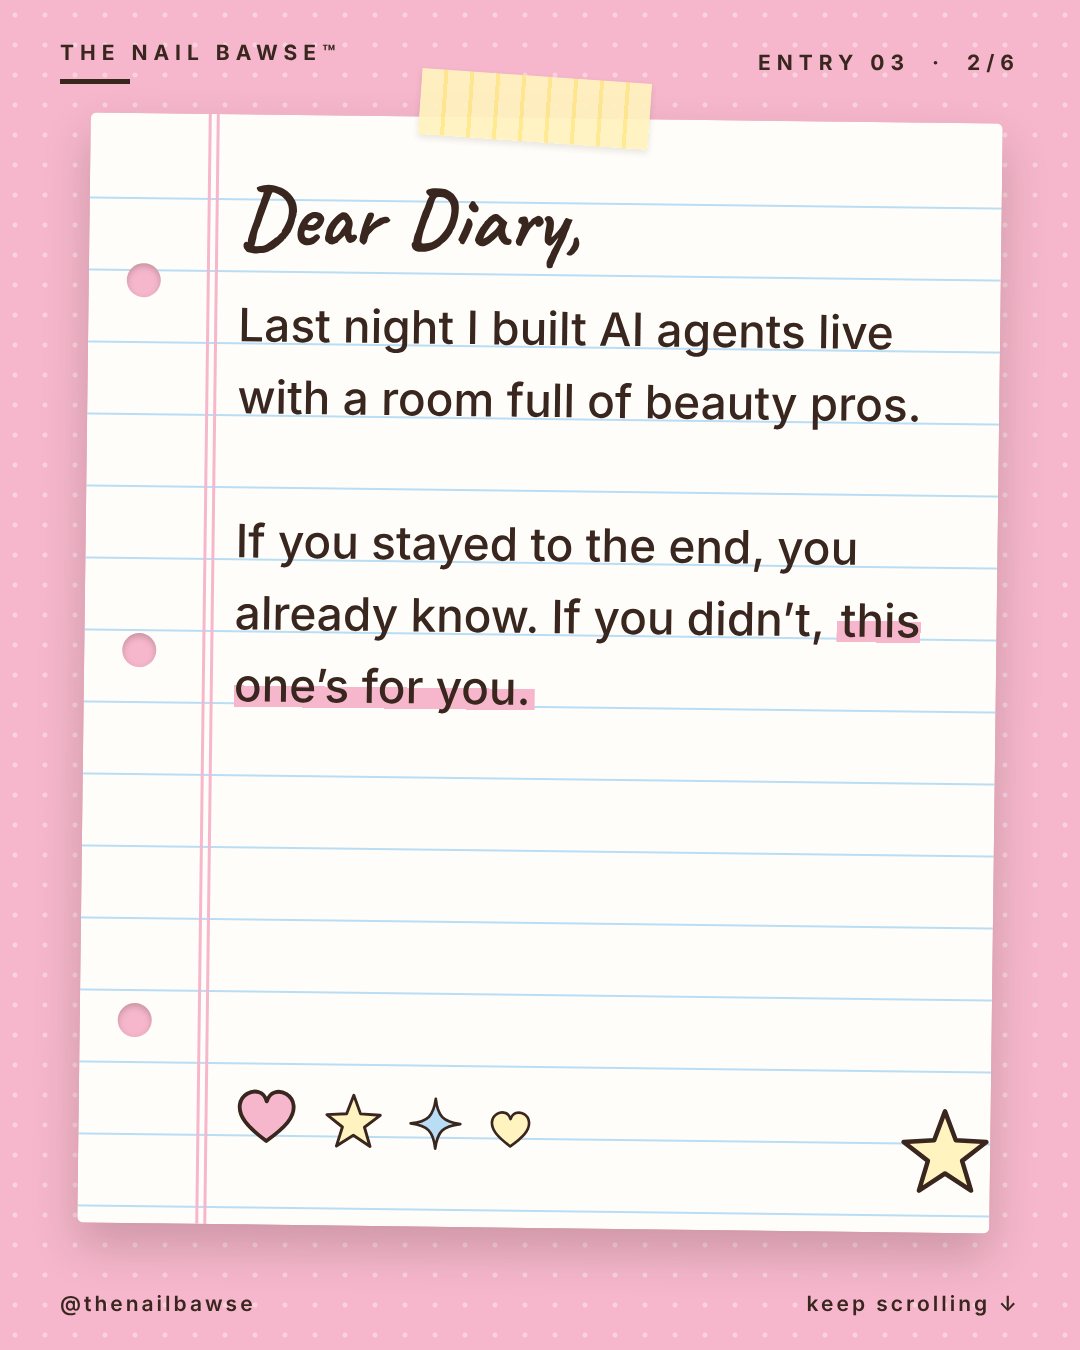 THE NAIL BAWSE™
ENTRY 03 · 2/6
Dear Diary,
Last night I built AI agents live
with a room full of beauty pros.
If you stayed to the end, you
already know. If you didn’t, this
one’s for you.
@thenailbawse
keep scrolling ↓